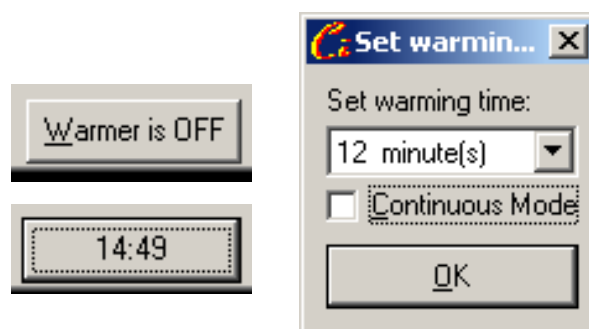 Warmer is OFF
14:49
Set warmin...
Set warming time:
12 minute(s)
Continuous Mode
OK